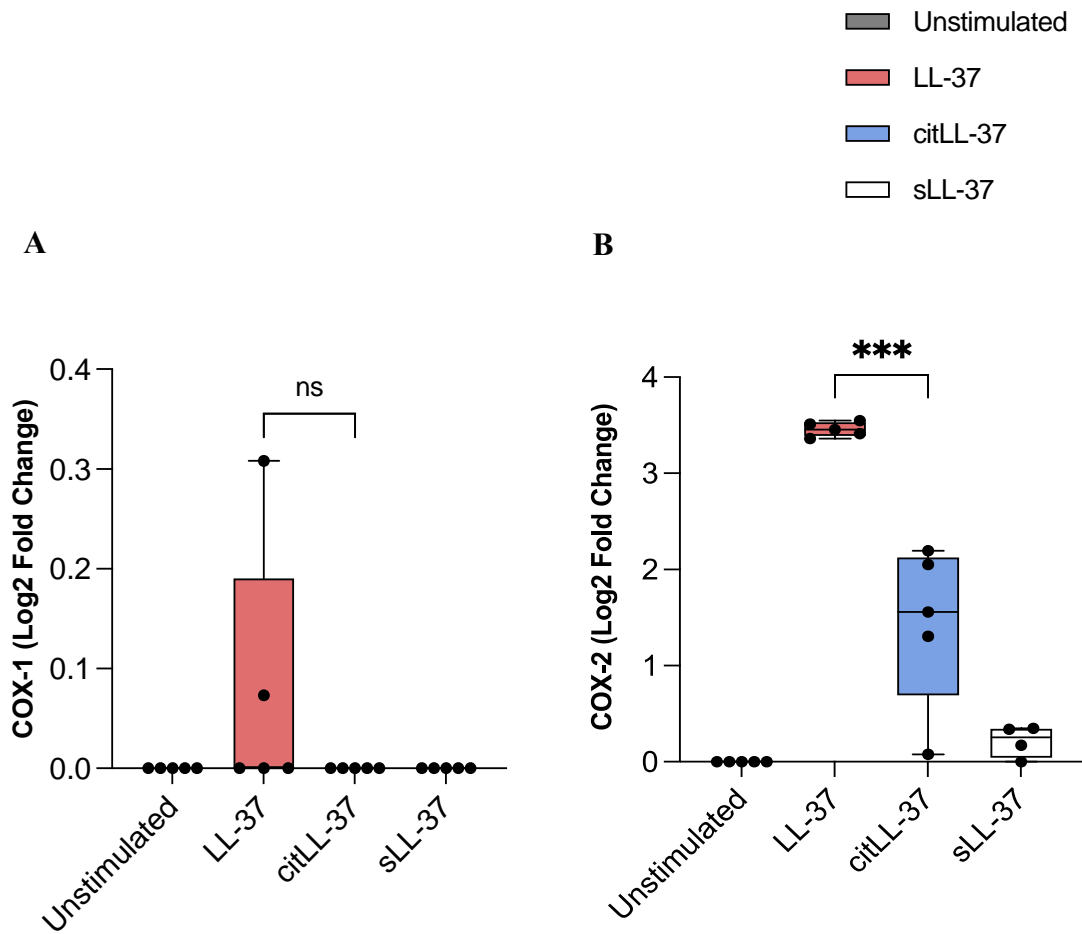 Unstimulated
LL-37
citLL-37
sLL-37
A
B
COX-1 (Log2 Fold Change)
0.4
0.3
0.2
0.1
0.0
ns
Unstimulated
LL-37
citLL-37
sLL-37
COX-2 (Log2 Fold Change)
4
3
2
1
0
***
Unstimulated
LL-37
citLL-37
sLL-37